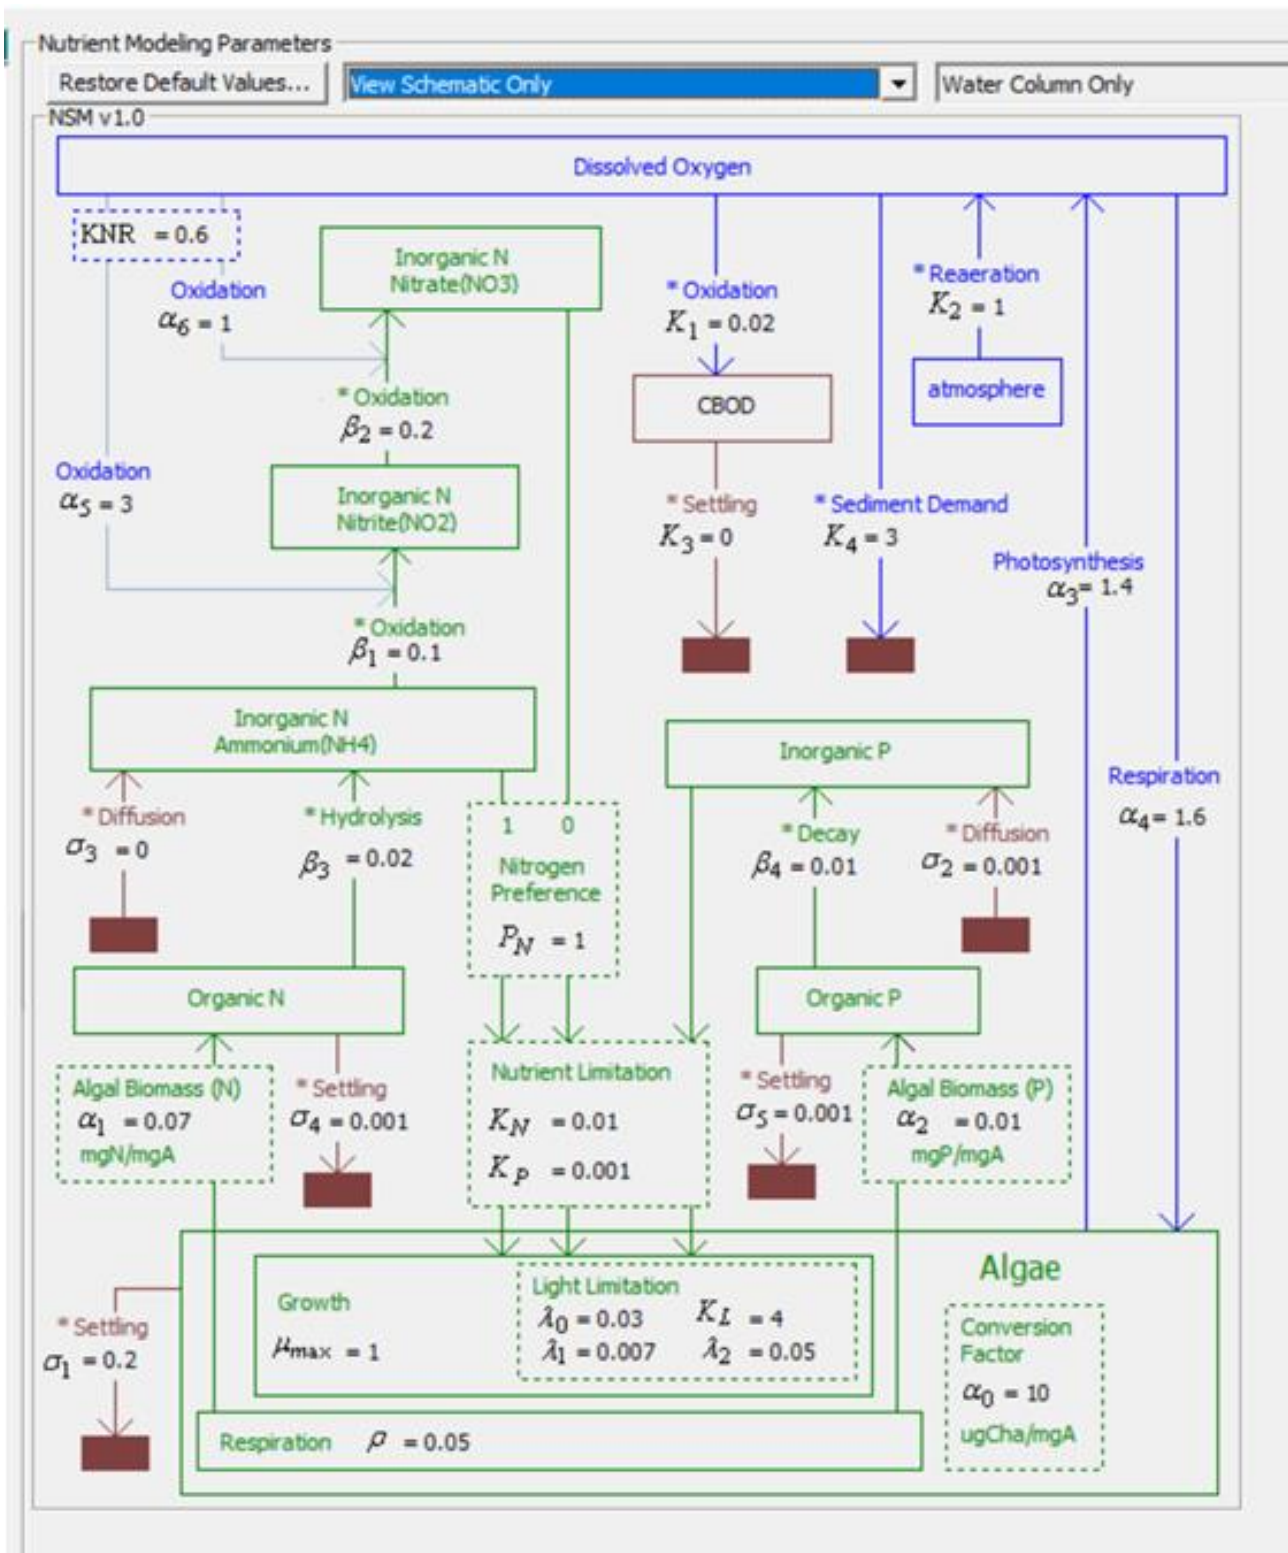 Nutrient Modeling Parameters
Restore Default Values...
View Schematic Only
Water Column Only
NSM v1.0
Dissolved Oxygen
KNR = 0.6
Inorganic N
Nitrate(NO3)
Oxidation
α6 = 1
* Oxidation
K1 = 0.02
* Reaeration
K2 = 1
atmosphere
CBOD
* Oxidation
β2 = 0.2
Oxidation
α5 = 3
Inorganic N
Nitrite(NO2)
* Settling
K3 = 0
* Sediment Demand
K4 = 3
Photosynthesis
α3 = 1.4
* Oxidation
β1 = 0.1
Inorganic N
Ammonium(NH4)
Inorganic P
Respiration
α4 = 1.6
* Diffusion
σ3 = 0
* Hydrolysis
β3 = 0.02
1 0
Nitrogen
Preference
PN = 1
* Decay
β4 = 0.01
* Diffusion
σ2 = 0.001
Organic N
Organic P
Algal Biomass (N)
α1 = 0.07
mgN/mgA
* Settling
σ4 = 0.001
Nutrient Limitation
KN = 0.01
KP = 0.001
* Settling
σ5 = 0.001
Algal Biomass (P)
α2 = 0.01
mgP/mgA
Algae
Growth
μmax = 1
Light Limitation
λ0 = 0.03 KL = 4
λ1 = 0.007 λ2 = 0.05
Conversion
Factor
α0 = 10
ugCha/mgA
* Settling
σ1 = 0.2
Respiration ρ = 0.05